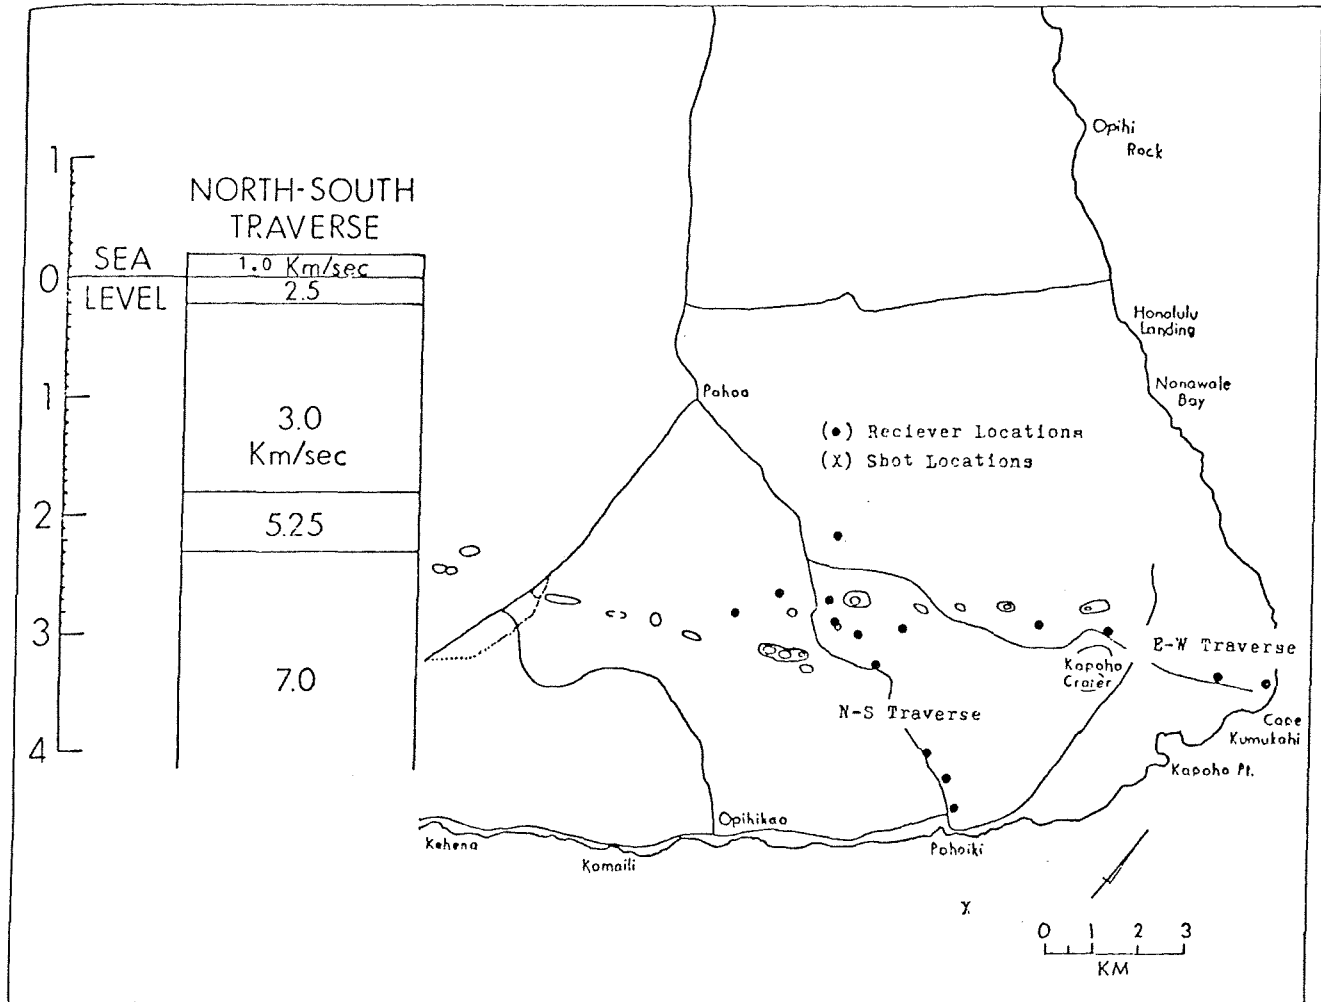 1
NORTH-SOUTH
TRAVERSE
SEA
LEVEL
0
1.0 Km/sec
2.5
1
3.0
Km/sec
2
5.25
3
7.0
4
Opihi
Rock
Honolulu
Landing
Nanawale
Bay
Pahoa
(●) Reciever Locations
(X) Shot Locations
E-W Traverse
Kapoho
Crater
N-S Traverse
Cape
Kumukahi
Kapoho Pt.
Opihikao
Kehena
Kamaili
Pohoiki
X
0 1 2 3
KM